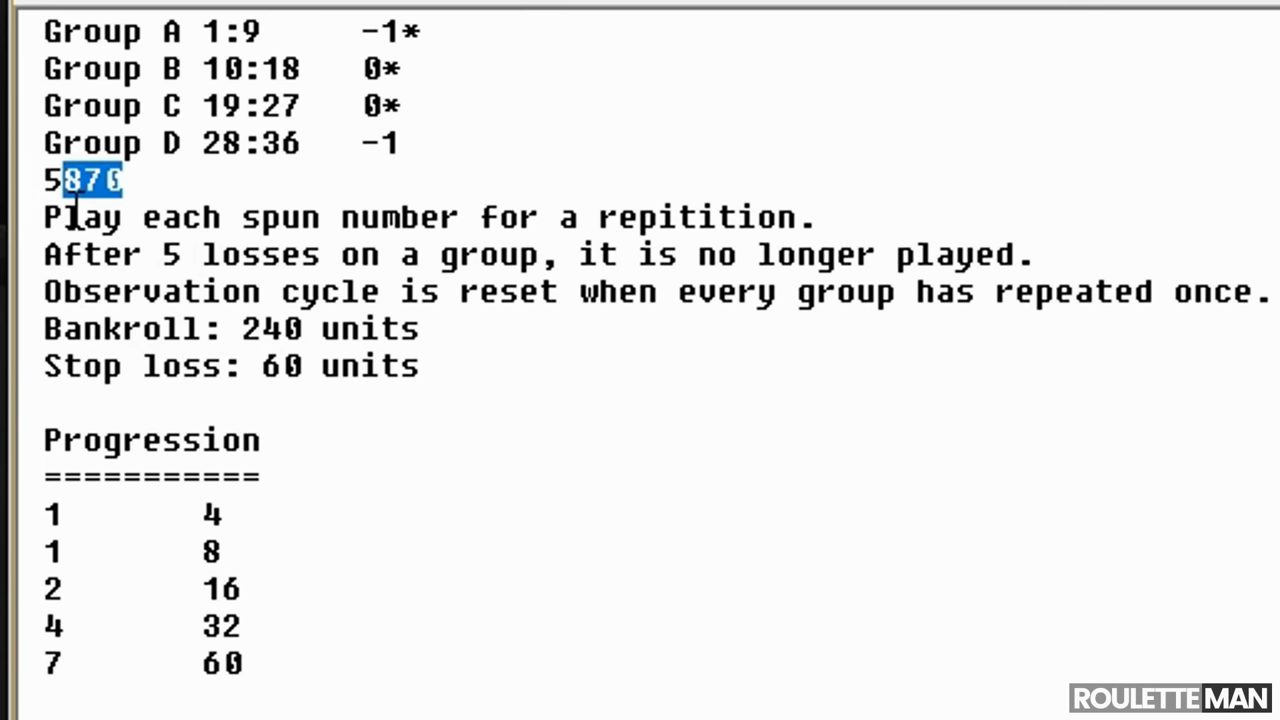 Group A 1:9 -1*
Group B 10:18 0*
Group C 19:27 0*
Group D 28:36 -1
5870
Play each spun number for a repitition.
After 5 losses on a group, it is no longer played.
Observation cycle is reset when every group has repeated once.
Bankroll: 240 units
Stop loss: 60 units
Progression
===========
1 4
1 8
2 16
4 32
7 60
ROULETTEMAN